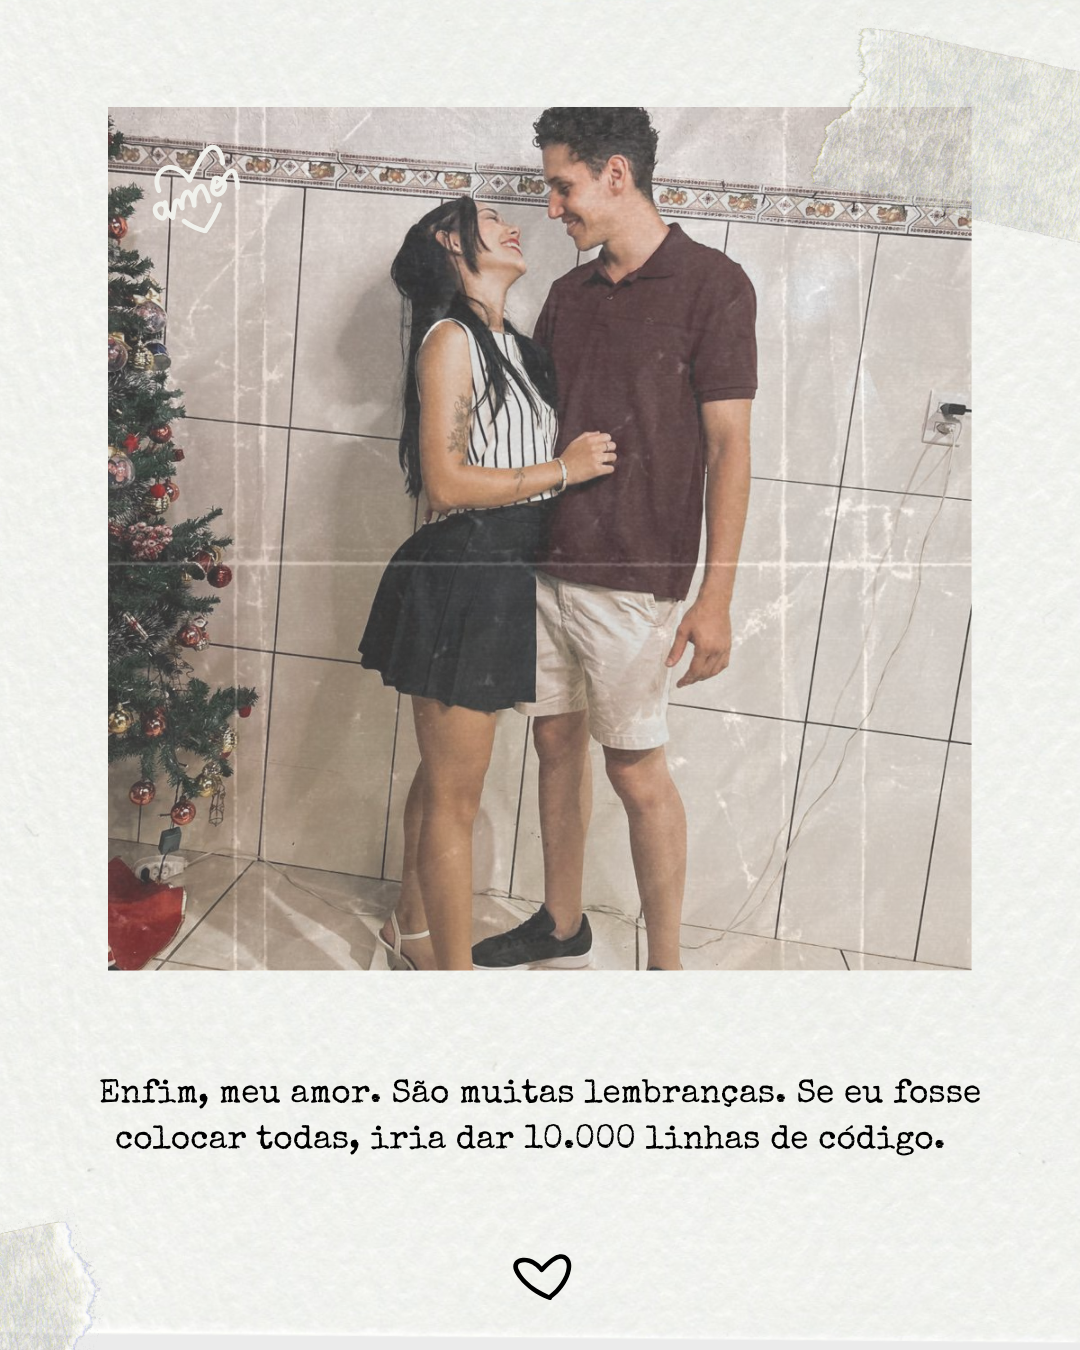 amor
Enfim, meu amor. São muitas lembranças. Se eu fosse
colocar todas, iria dar 10.000 linhas de código.